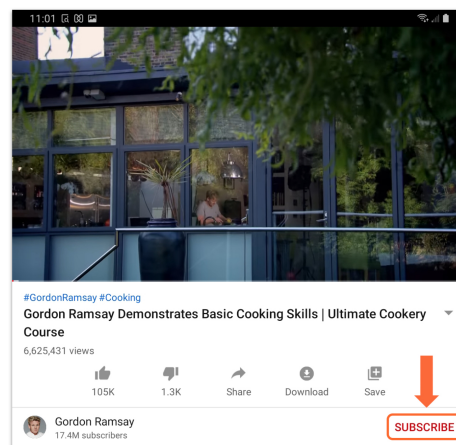 11:01
#GordonRamsay #Cooking
Gordon Ramsay Demonstrates Basic Cooking Skills | Ultimate Cookery
Course
6,625,431 views
105K 1.3K Share Download Save
Gordon Ramsay
17.4M subscribers
SUBSCRIBE